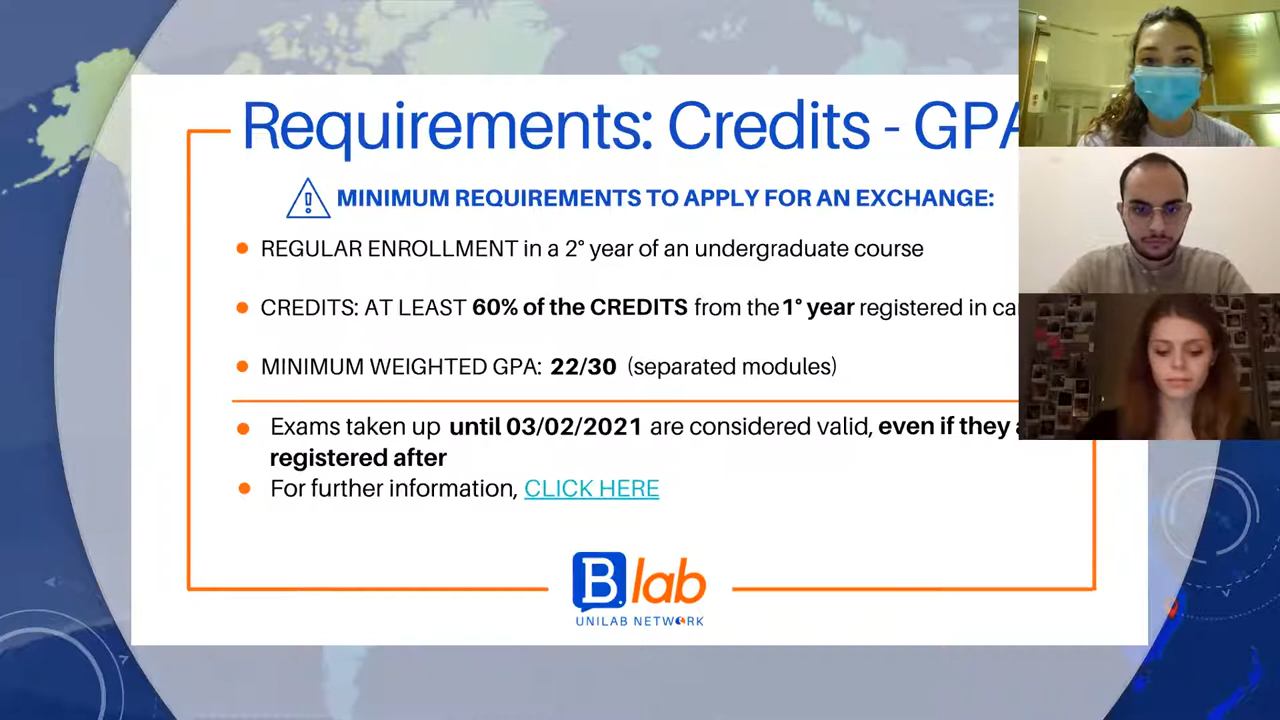 Requirements: Credits - GPA
MINIMUM REQUIREMENTS TO APPLY FOR AN EXCHANGE:
REGULAR ENROLLMENT in a 2° year of an undergraduate course
CREDITS: AT LEAST 60% of the CREDITS from the 1° year registered in
MINIMUM WEIGHTED GPA: 22/30 (separated modules)
Exams taken up until 03/02/2021 are considered valid, even if they
registered after
For further information, CLICK HERE
B.lab
UNILAB NETWORK